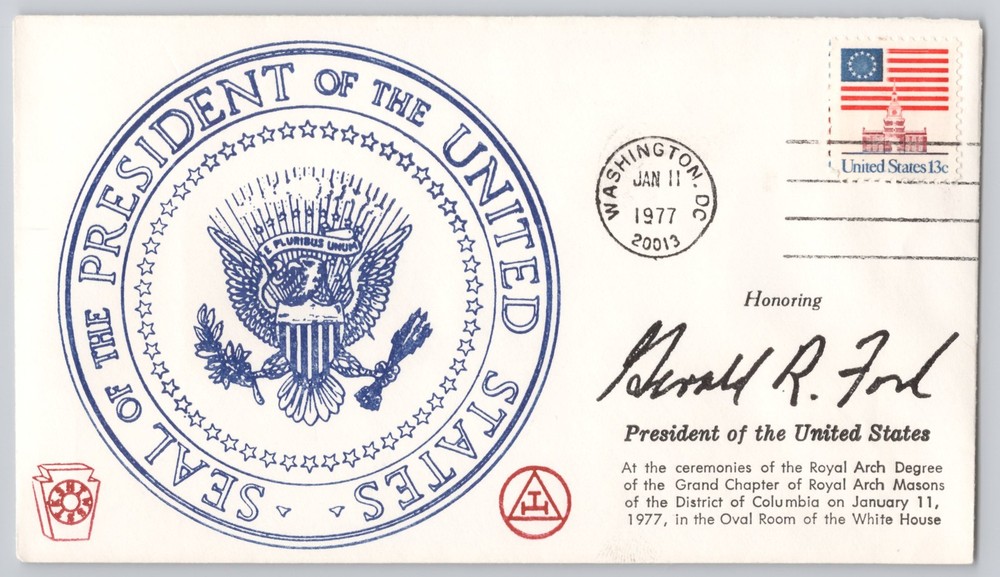 SEAL OF THE PRESIDENT OF THE UNITED STATES
E PLURIBUS UNUM
WASHINGTON, DC
JAN 11
1977
20013
United States 13c
Honoring
Gerald R. Ford
President of the United States
At the ceremonies of the Royal Arch Degree
of the Grand Chapter of Royal Arch Masons
of the District of Columbia on January 11,
1977, in the Oval Room of the White House